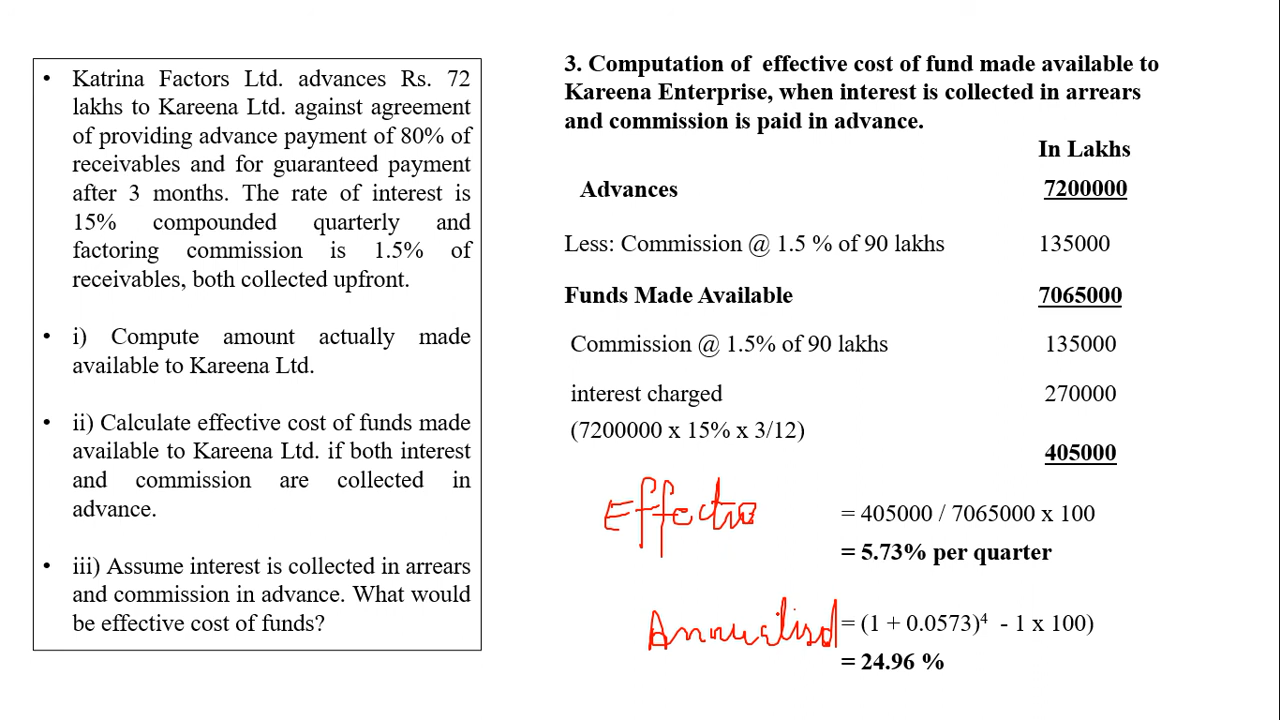 • Katrina Factors Ltd. advances Rs. 72
lakhs to Kareena Ltd. against agreement
of providing advance payment of 80% of
receivables and for guaranteed payment
after 3 months. The rate of interest is
15% compounded quarterly and
factoring commission is 1.5% of
receivables, both collected upfront.
• i) Compute amount actually made
available to Kareena Ltd.
• ii) Calculate effective cost of funds made
available to Kareena Ltd. if both interest
and commission are collected in
advance.
• iii) Assume interest is collected in arrears
and commission in advance. What would
be effective cost of funds?
3. Computation of effective cost of fund made available to
Kareena Enterprise, when interest is collected in arrears
and commission is paid in advance.
In Lakhs
Advances 7200000
Less: Commission @ 1.5 % of 90 lakhs 135000
Funds Made Available 7065000
Commission @ 1.5% of 90 lakhs 135000
interest charged 270000
(7200000 x 15% x 3/12)
405000
Effective = 405000 / 7065000 x 100
= 5.73% per quarter
Annualised = (1 + 0.0573)⁴ - 1 x 100)
= 24.96 %